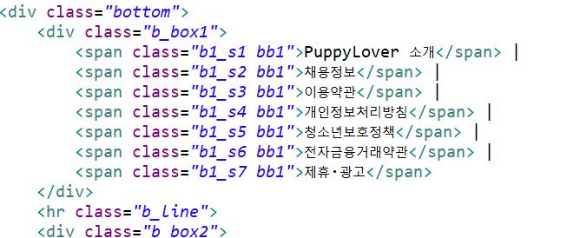 <div class="bottom">
<div class="b_box1">
<span class="b1_s1 bb1">PuppyLover 소개</span> |
<span class="b1_s2 bb1">채용정보</span> |
<span class="b1_s3 bb1">이용약관</span> |
<span class="b1_s4 bb1">개인정보처리방침</span> |
<span class="b1_s5 bb1">청소년보호정책</span> |
<span class="b1_s6 bb1">전자금융거래약관</span> |
<span class="b1_s7 bb1">제휴·광고</span>
</div>
<hr class="b_line">
<div class="b_box2">